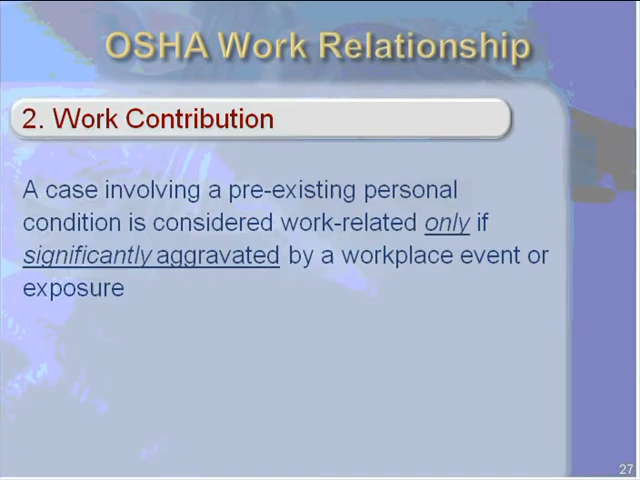 OSHA Work Relationship
2. Work Contribution
A case involving a pre-existing personal
condition is considered work-related only if
significantly aggravated by a workplace event or
exposure
27